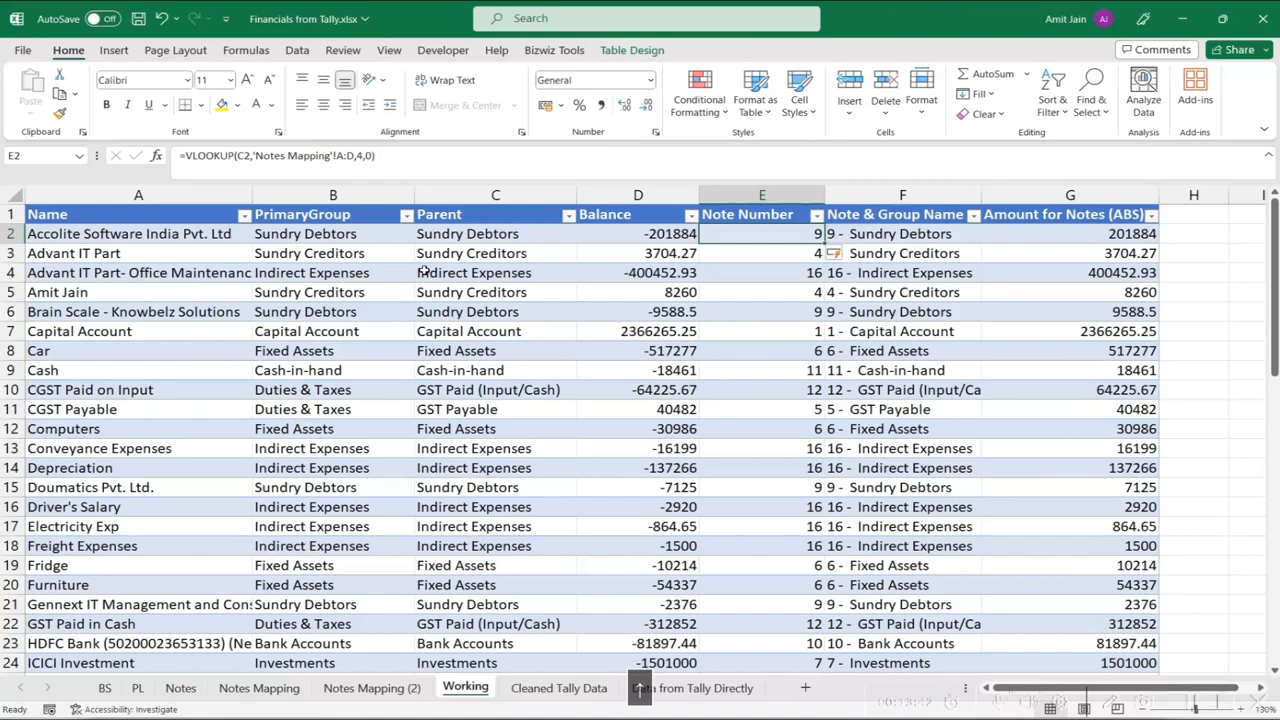 AutoSave Off Financials from Tally.xlsx Search Amit Jain AJ
File Home Insert Page Layout Formulas Data Review View Developer Help Bizwiz Tools Table Design Comments Share
Paste Calibri 11 Wrap Text General Conditional Formatting Format as Table Cell Styles Insert Delete Format AutoSum Sort & Filter Find & Select Analyze Data Add-ins
B I U Merge & Center Fill
Clear
Clipboard Font Alignment Number Styles Cells Editing Analysis Add-ins
E2 fx =VLOOKUP(C2,'Notes Mapping'!A:D,4,0)
A B C D E F G H I
1 Name PrimaryGroup Parent Balance Note Number Note & Group Name Amount for Notes (ABS)
2 Accolite Software India Pvt. Ltd Sundry Debtors Sundry Debtors -201884 9 9 - Sundry Debtors 201884
3 Advant IT Part Sundry Creditors Sundry Creditors 3704.27 4 Sundry Creditors 3704.27
4 Advant IT Part- Office Maintenanc Indirect Expenses Indirect Expenses -400452.93 16 16 - Indirect Expenses 400452.93
5 Amit Jain Sundry Creditors Sundry Creditors 8260 4 4 - Sundry Creditors 8260
6 Brain Scale - Knowbelz Solutions Sundry Debtors Sundry Debtors -9588.5 9 9 - Sundry Debtors 9588.5
7 Capital Account Capital Account Capital Account 2366265.25 1 1 - Capital Account 2366265.25
8 Car Fixed Assets Fixed Assets -517277 6 6 - Fixed Assets 517277
9 Cash Cash-in-hand Cash-in-hand -18461 11 11 - Cash-in-hand 18461
10 CGST Paid on Input Duties & Taxes GST Paid (Input/Cash) -64225.67 12 12 - GST Paid (Input/Ca 64225.67
11 CGST Payable Duties & Taxes GST Payable 40482 5 5 - GST Payable 40482
12 Computers Fixed Assets Fixed Assets -30986 6 6 - Fixed Assets 30986
13 Conveyance Expenses Indirect Expenses Indirect Expenses -16199 16 16 - Indirect Expenses 16199
14 Depreciation Indirect Expenses Indirect Expenses -137266 16 16 - Indirect Expenses 137266
15 Doumatics Pvt. Ltd. Sundry Debtors Sundry Debtors -7125 9 9 - Sundry Debtors 7125
16 Driver's Salary Indirect Expenses Indirect Expenses -2920 16 16 - Indirect Expenses 2920
17 Electricity Exp Indirect Expenses Indirect Expenses -864.65 16 16 - Indirect Expenses 864.65
18 Freight Expenses Indirect Expenses Indirect Expenses -1500 16 16 - Indirect Expenses 1500
19 Fridge Fixed Assets Fixed Assets -10214 6 6 - Fixed Assets 10214
20 Furniture Fixed Assets Fixed Assets -54337 6 6 - Fixed Assets 54337
21 Gennext IT Management and Con Sundry Debtors Sundry Debtors -2376 9 9 - Sundry Debtors 2376
22 GST Paid in Cash Duties & Taxes GST Paid (Input/Cash) -312852 12 12 - GST Paid (Input/Ca 312852
23 HDFC Bank (50200023653133) (Ne Bank Accounts Bank Accounts -81897.44 10 10 - Bank Accounts 81897.44
24 ICICI Investment Investments Investments -1501000 7 7 - Investments 1501000
BS PL Notes Notes Mapping Notes Mapping (2) Working Cleaned Tally Data Data from Tally Directly
Ready Accessibility: Investigate 00:13:42 130%